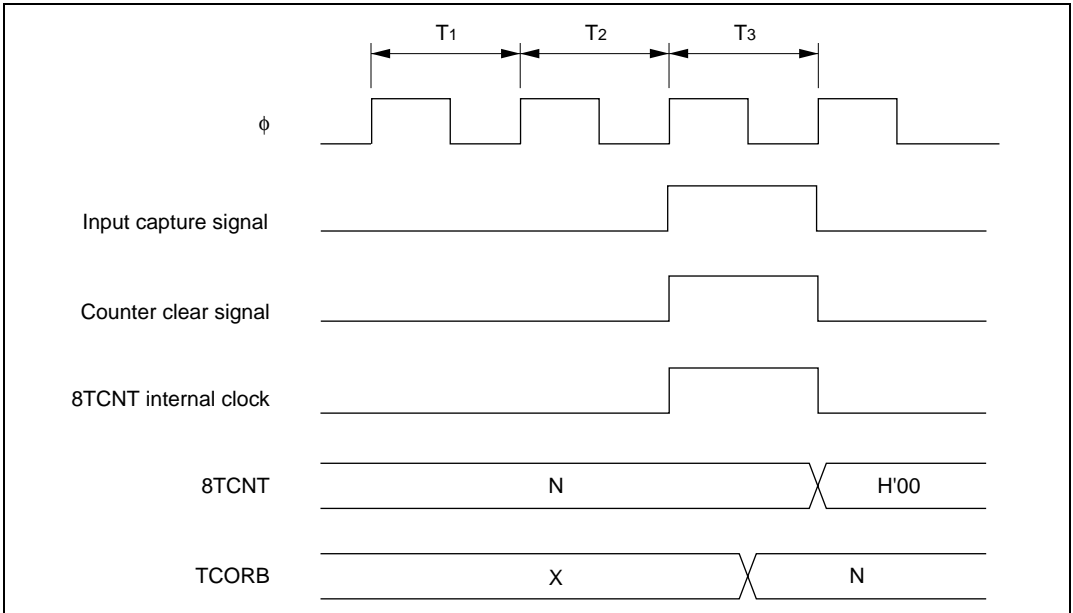 T1 T2 T3
φ
Input capture signal
Counter clear signal
8TCNT internal clock
8TCNT N H'00
TCORB X N